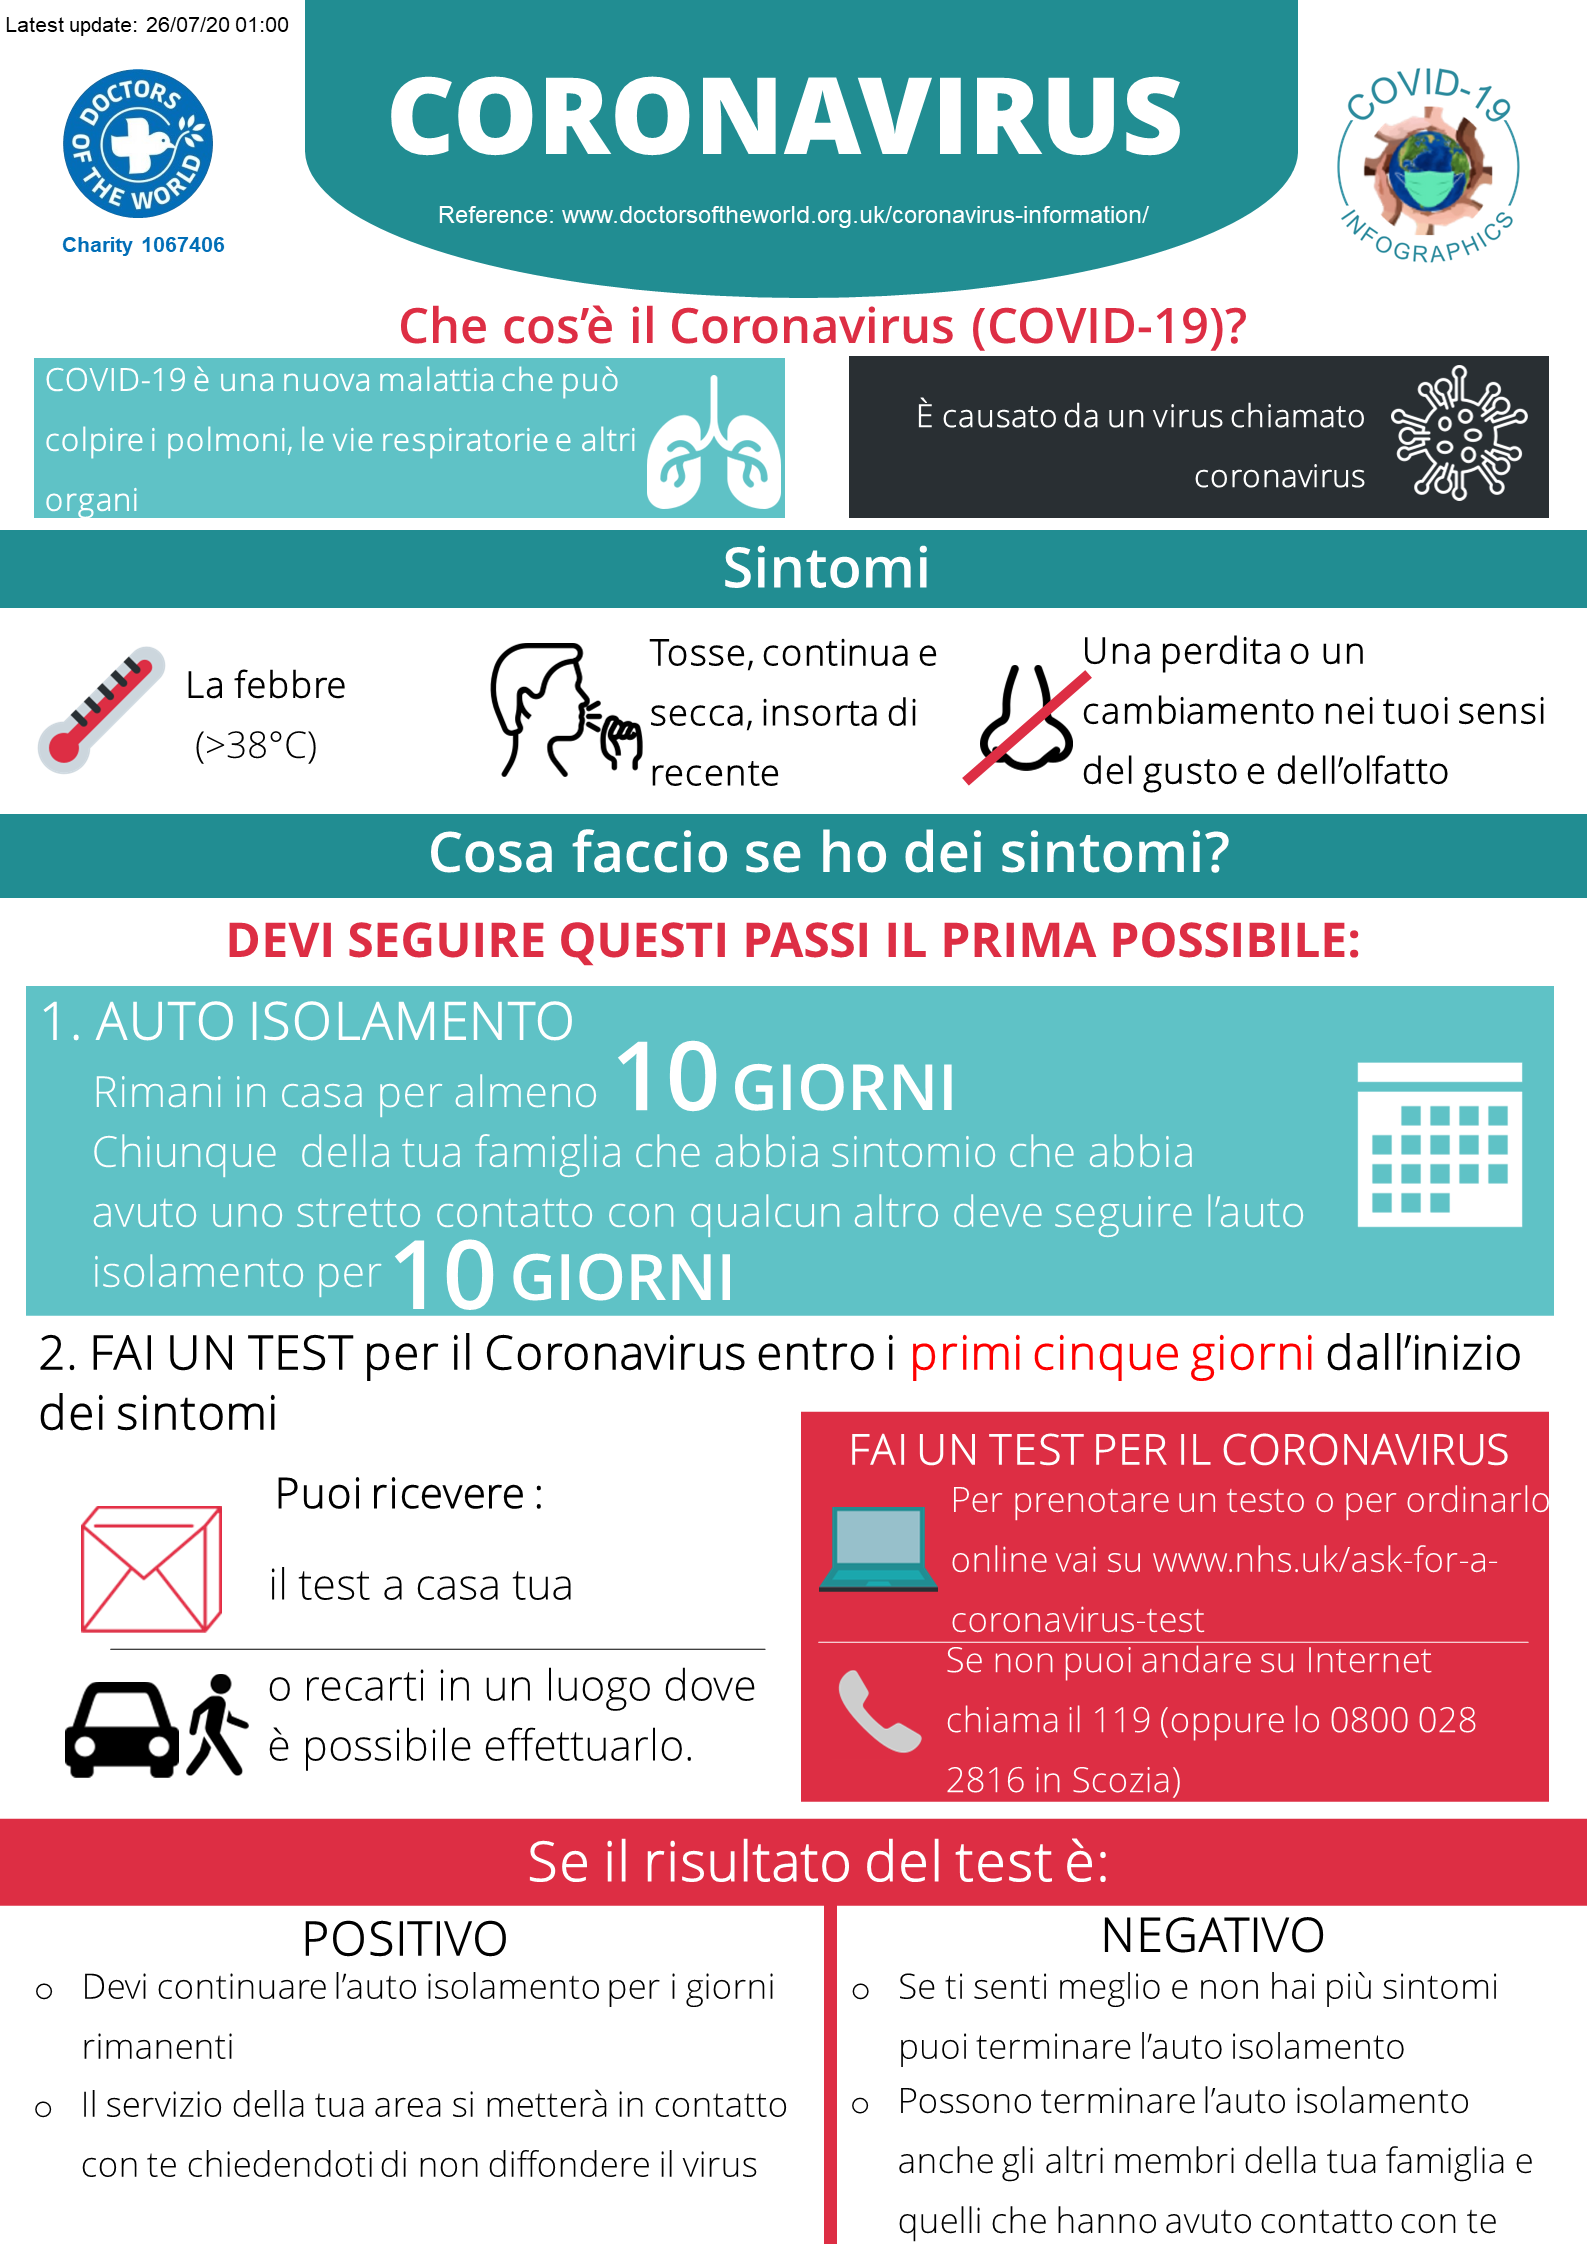 Latest update: 26/07/20 01:00
DOCTORS OF THE WORLD
Charity 1067406
CORONAVIRUS
Reference: www.doctorsoftheworld.org.uk/coronavirus-information/
COVID-19
INFOGRAPHICS
Che cos’è il Coronavirus (COVID-19)?
COVID-19 è una nuova malattia che può
colpire i polmoni, le vie respiratorie e altri
organi
È causato da un virus chiamato
coronavirus
Sintomi
La febbre
(>38°C)
Tosse, continua e
secca, insorta di
recente
Una perdita o un
cambiamento nei tuoi sensi
del gusto e dell’olfatto
Cosa faccio se ho dei sintomi?
DEVI SEGUIRE QUESTI PASSI IL PRIMA POSSIBILE:
1. AUTO ISOLAMENTO
Rimani in casa per almeno 10 GIORNI
Chiunque della tua famiglia che abbia sintomio che abbia
avuto uno stretto contatto con qualcun altro deve seguire l’auto
isolamento per 10 GIORNI
2. FAI UN TEST per il Coronavirus entro i primi cinque giorni dall’inizio
dei sintomi
Puoi ricevere :
il test a casa tua
o recarti in un luogo dove
è possibile effettuarlo.
FAI UN TEST PER IL CORONAVIRUS
Per prenotare un testo o per ordinarlo
online vai su www.nhs.uk/ask-for-a-
coronavirus-test
Se non puoi andare su Internet
chiama il 119 (oppure lo 0800 028
2816 in Scozia)
Se il risultato del test è:
POSITIVO
o Devi continuare l’auto isolamento per i giorni
rimanenti
o Il servizio della tua area si metterà in contatto
con te chiedendoti di non diffondere il virus
NEGATIVO
o Se ti senti meglio e non hai più sintomi
puoi terminare l’auto isolamento
o Possono terminare l’auto isolamento
anche gli altri membri della tua famiglia e
quelli che hanno avuto contatto con te